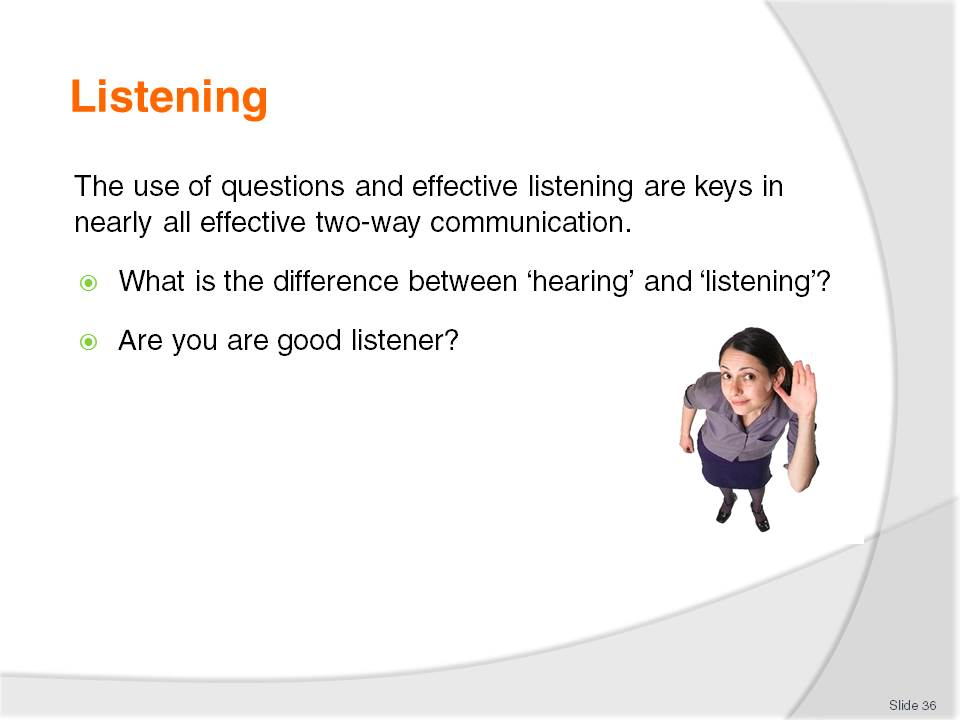 Listening
The use of questions and effective listening are keys in
nearly all effective two-way communication.
What is the difference between ‘hearing’ and ‘listening’?
Are you are good listener?
Slide 36